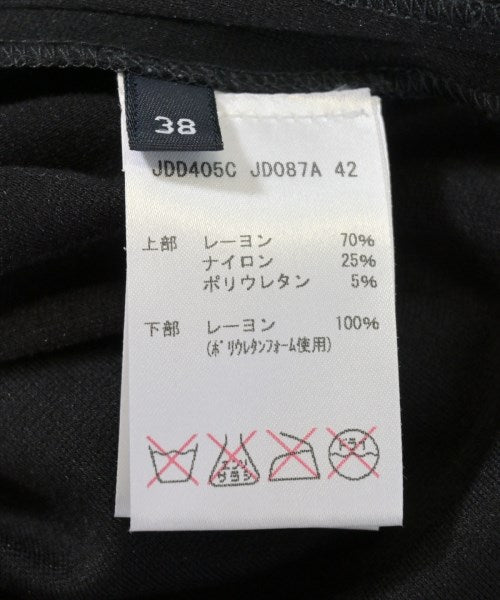 38
JDD405C JD087A 42
上部 レーヨン 70%
ナイロン 25%
ポリウレタン 5%
下部 レーヨン 100%
(ポリウレタンフォーム使用)
エンソ サラシ ドライ